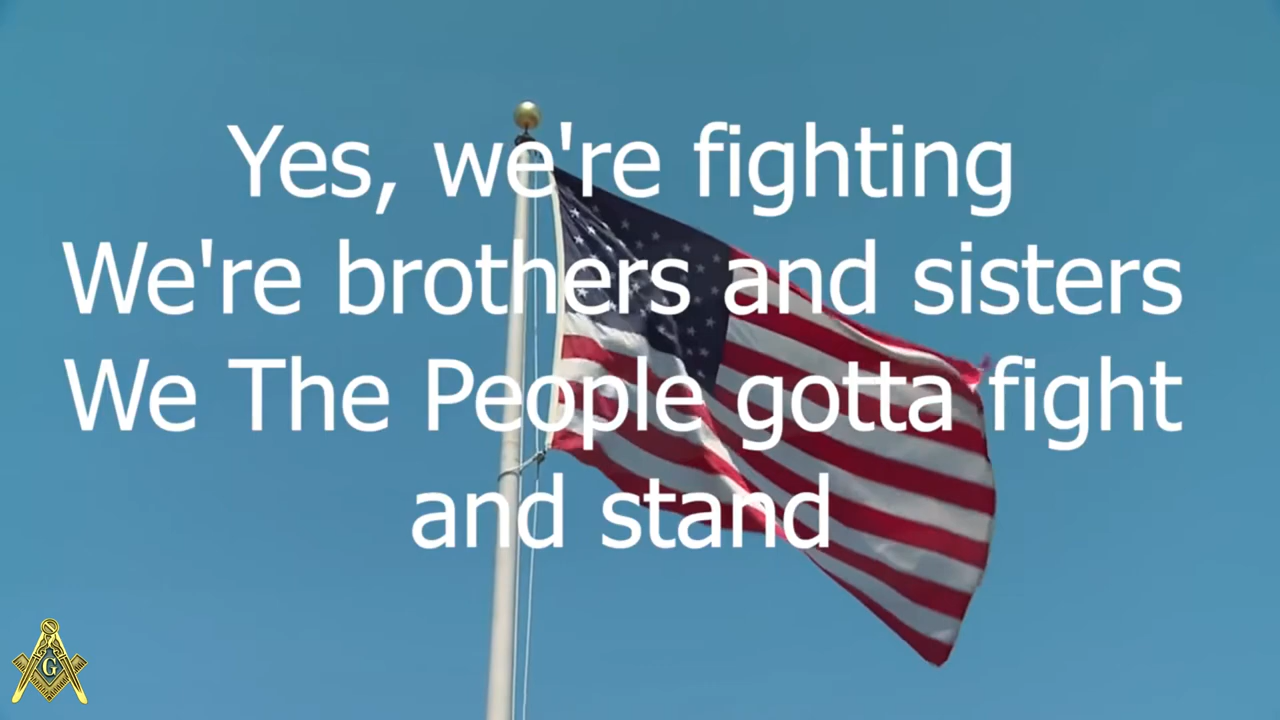 Yes, we're fighting
We're brothers and sisters
We The People gotta fight
and stand
G